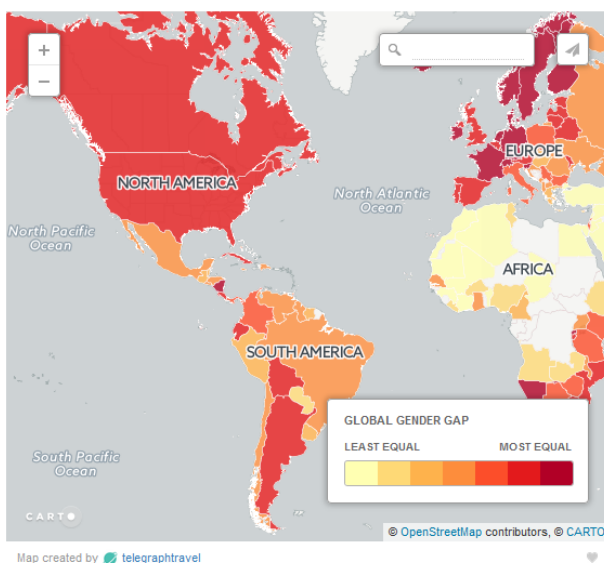 +
−
NORTH AMERICA
EUROPE
North Atlantic
Ocean
North Pacific
Ocean
AFRICA
SOUTH AMERICA
GLOBAL GENDER GAP
LEAST EQUAL MOST EQUAL
South Pacific
Ocean
CARTO
© OpenStreetMap contributors, © CARTO
Map created by telegraphtravel